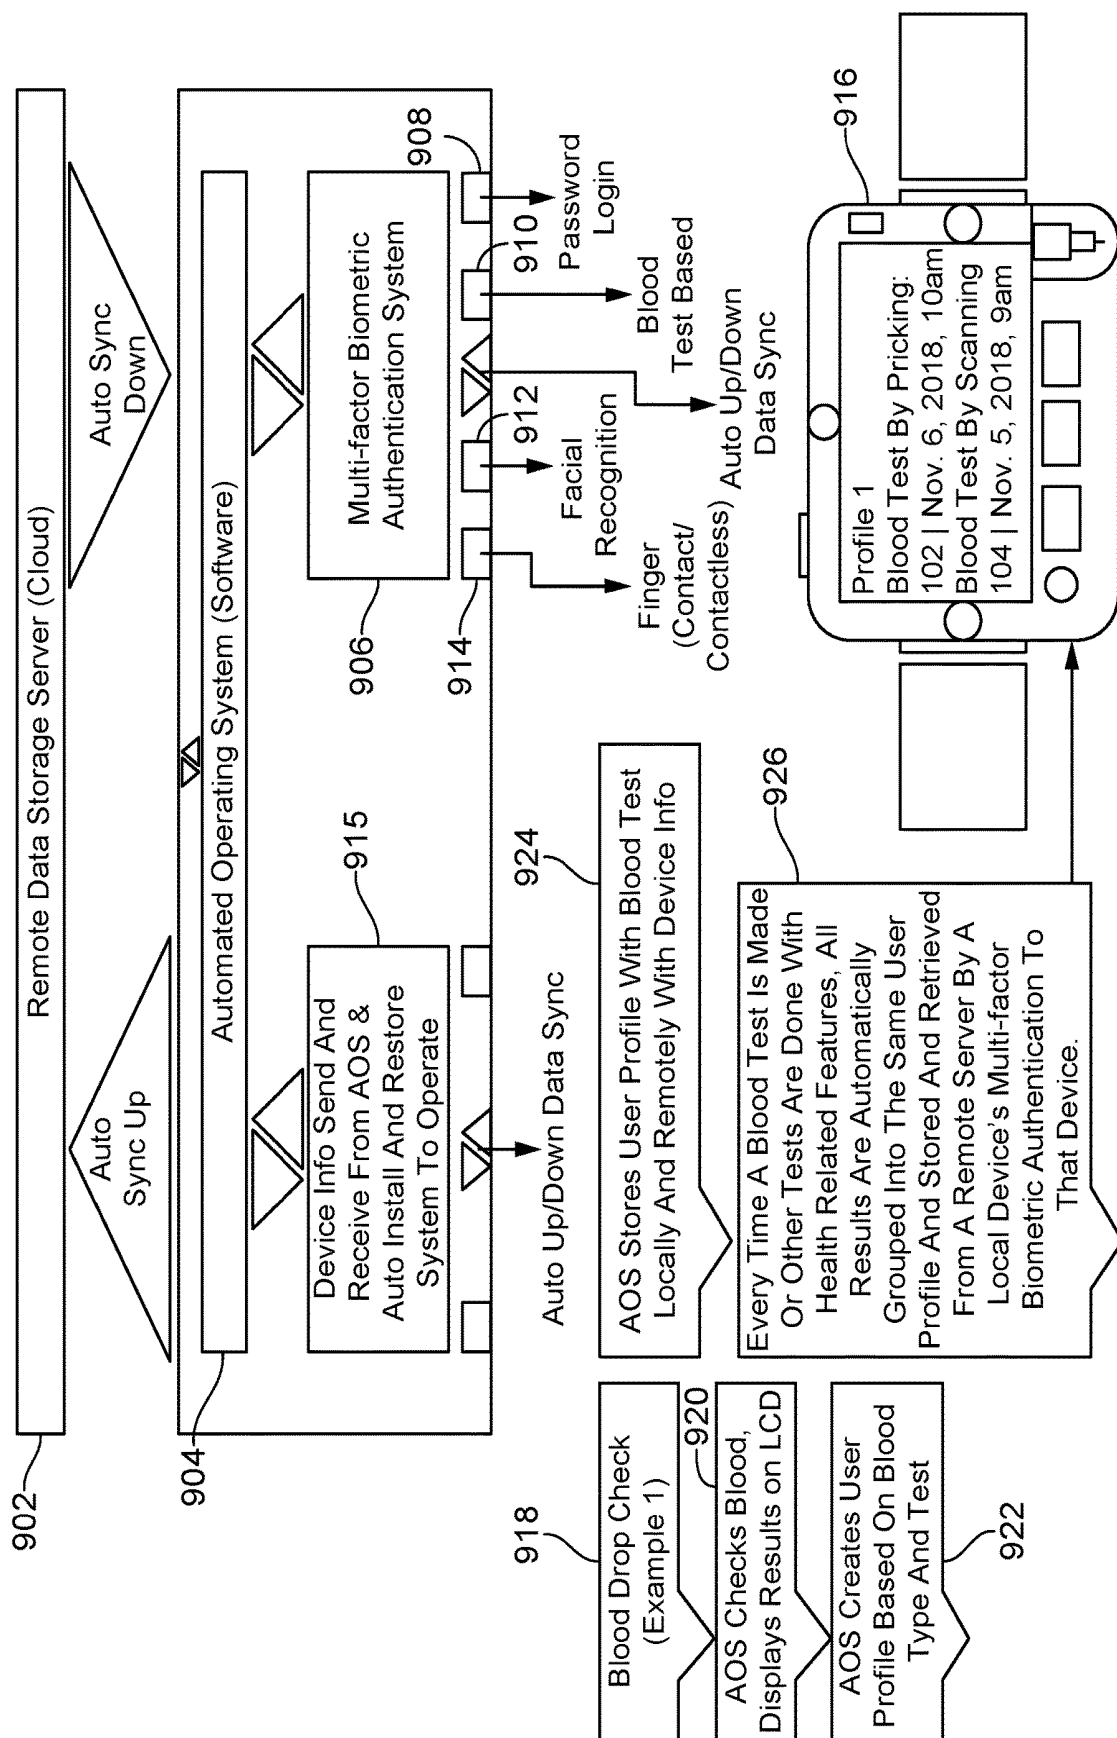 Remote Data Storage Server (Cloud)
902
Auto
Sync Up
Auto Sync
Down
Automated Operating System (Software)
904
Device Info Send And
Receive From AOS &
Auto Install And Restore
System To Operate
915
Multi-factor Biometric
Authentication System
906
914
912
910
908
Auto Up/Down Data Sync
Finger
(Contact/
Contactless)
Facial
Recognition
Auto Up/Down
Data Sync
Blood
Test Based
Password
Login
918
Blood Drop Check
(Example 1)
920
AOS Checks Blood,
Displays Results on LCD
AOS Creates User
Profile Based On Blood
Type And Test
922
924
AOS Stores User Profile With Blood Test
Locally And Remotely With Device Info
926
Every Time A Blood Test Is Made
Or Other Tests Are Done With
Health Related Features, All
Results Are Automatically
Grouped Into The Same User
Profile And Stored And Retrieved
From A Remote Server By A
Local Device's Multi-factor
Biometric Authentication To
That Device.
916
Profile 1
Blood Test By Pricking:
102 | Nov. 6, 2018, 10am
Blood Test By Scanning
104 | Nov. 5, 2018, 9am